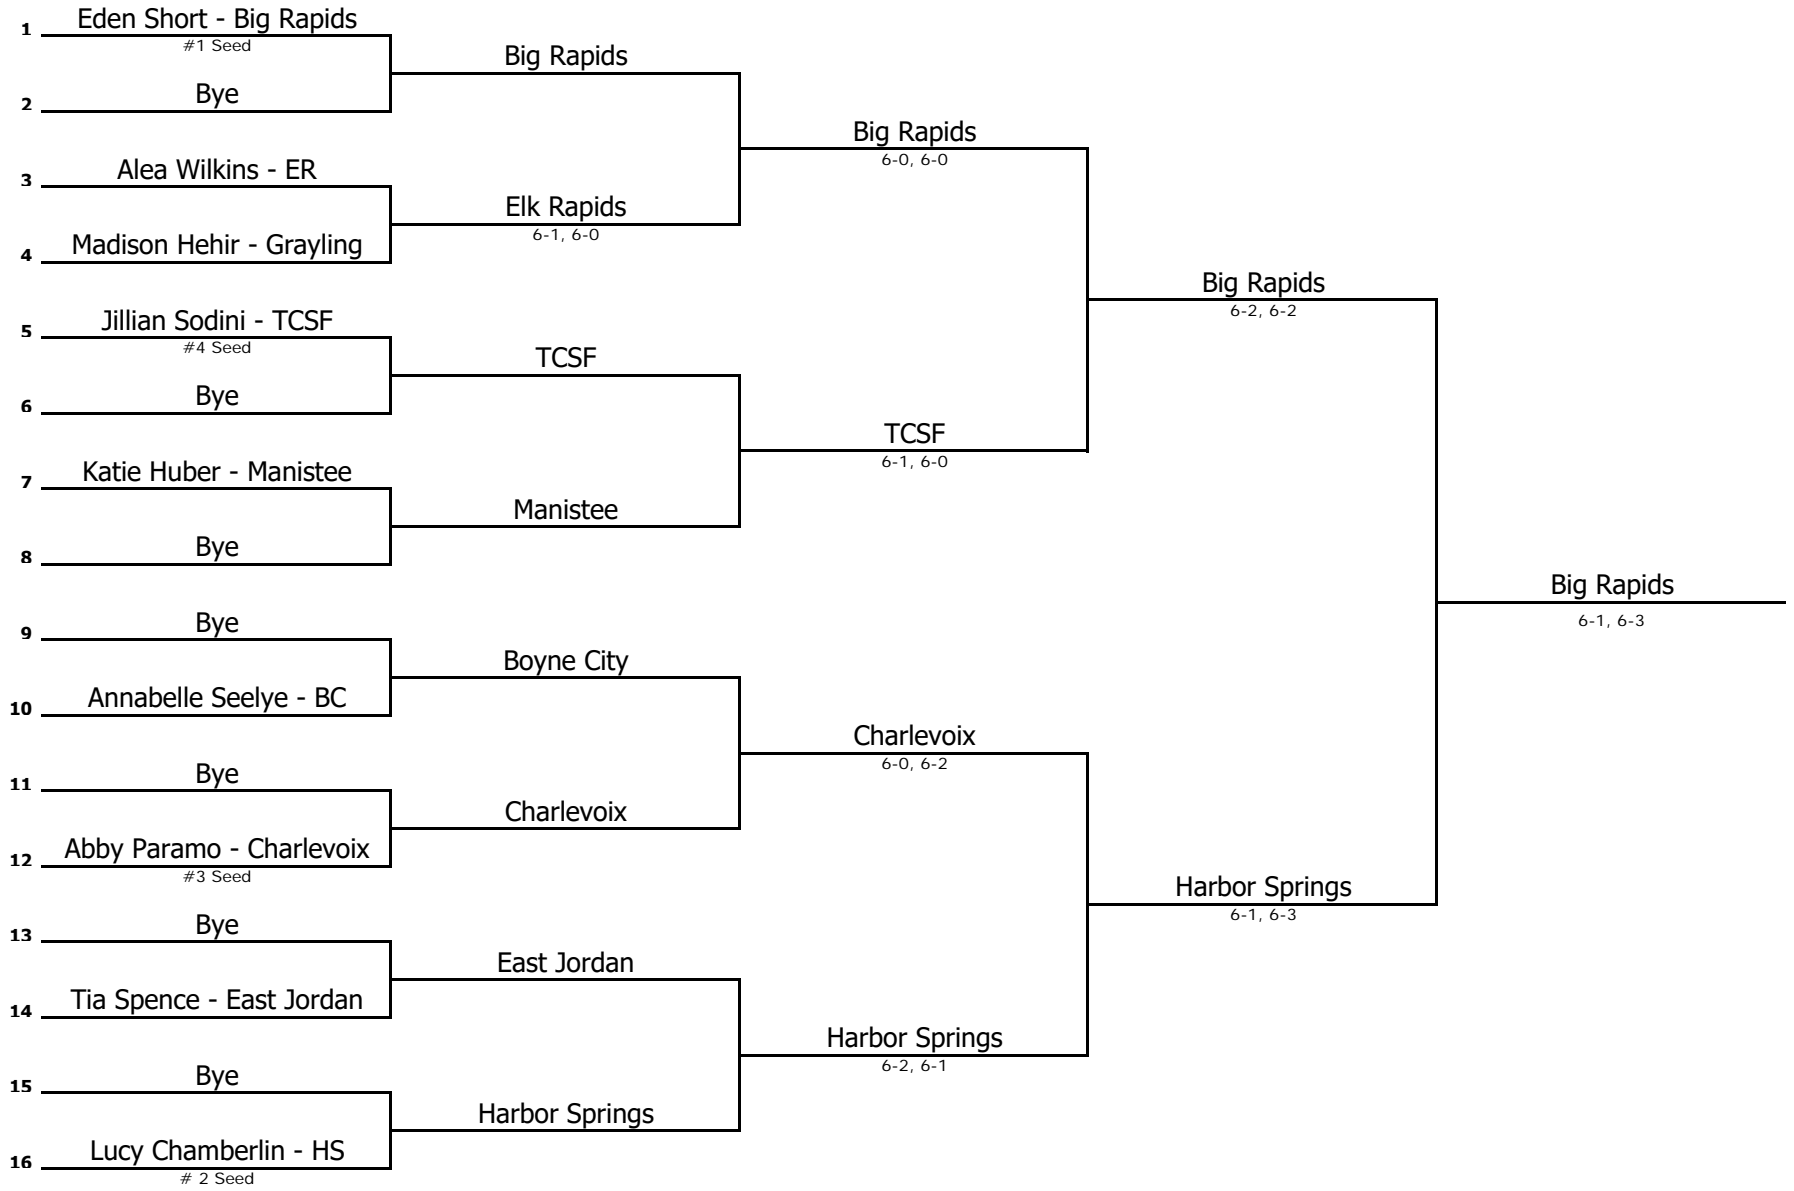 1 Eden Short - Big Rapids
#1 Seed
Big Rapids
2 Bye
Big Rapids
6-0, 6-0
3 Alea Wilkins - ER
Elk Rapids
6-1, 6-0
4 Madison Hehir - Grayling
Big Rapids
6-2, 6-2
5 Jillian Sodini - TCSF
#4 Seed
TCSF
6 Bye
TCSF
6-1, 6-0
7 Katie Huber - Manistee
Manistee
8 Bye
Big Rapids
6-1, 6-3
9 Bye
Boyne City
10 Annabelle Seelye - BC
Charlevoix
6-0, 6-2
11 Bye
Charlevoix
12 Abby Paramo - Charlevoix
#3 Seed
Harbor Springs
6-1, 6-3
13 Bye
East Jordan
14 Tia Spence - East Jordan
Harbor Springs
6-2, 6-1
15 Bye
Harbor Springs
16 Lucy Chamberlin - HS
# 2 Seed